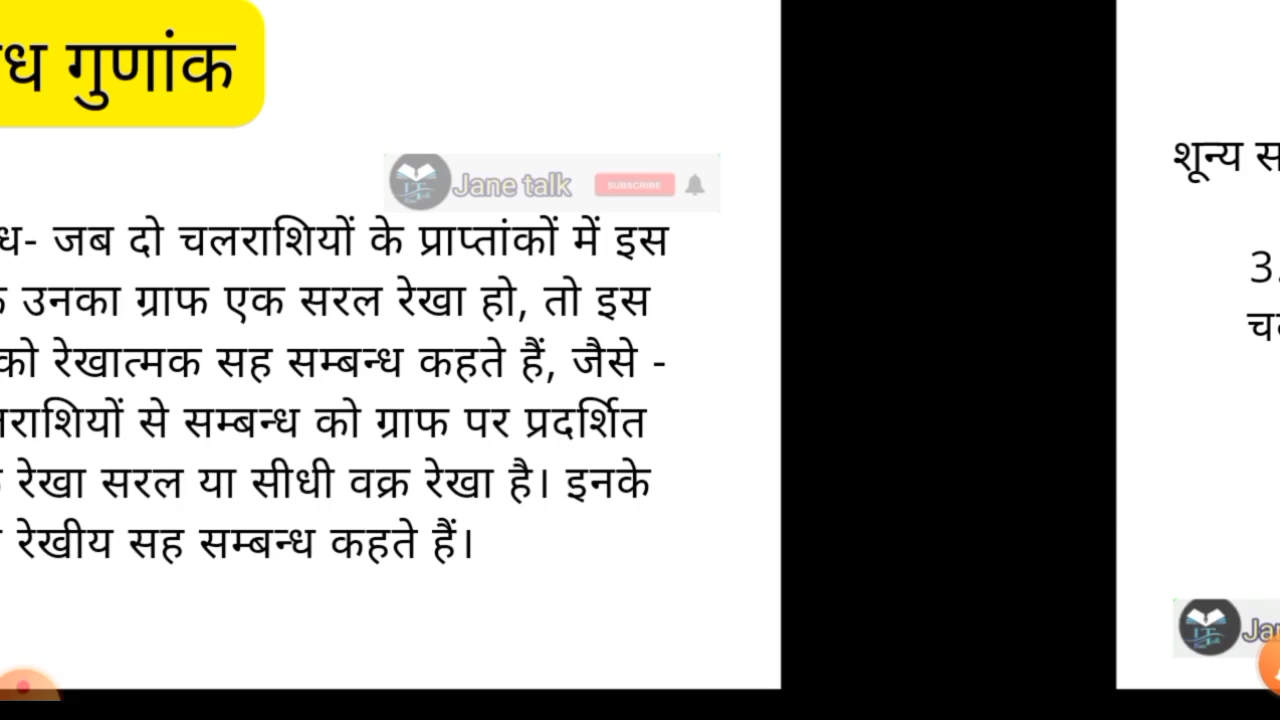 गुणांक
Jane talk
SUBSCRIBE
जब दो चलराशियों के प्राप्तांकों में इस
उनका ग्राफ एक सरल रेखा हो, तो इस
को रेखात्मक सह सम्बन्ध कहते हैं, जैसे -
से सम्बन्ध को ग्राफ पर प्रदर्शित
रेखा सरल या सीधी वक्र रेखा है। इनके
रेखीय सह सम्बन्ध कहते हैं।
शून्य
3.